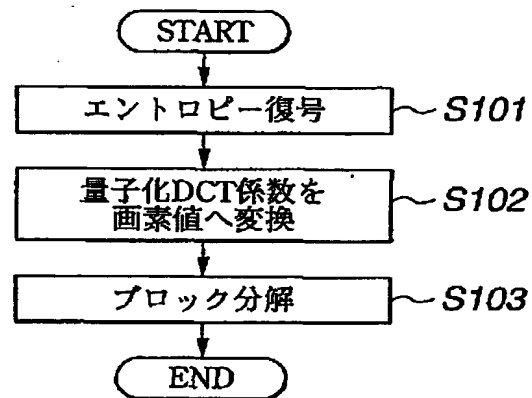 START
エントロピー復号
S101
量子化DCT係数を
画素値へ変換
S102
ブロック分解
S103
END